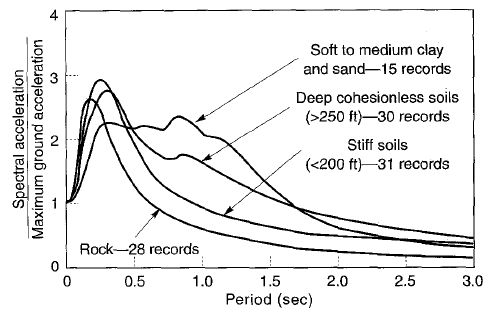 Spectral acceleration
Maximum ground acceleration
4
3
2
1
0
Soft to medium clay
and sand—15 records
Deep cohesionless soils
(>250 ft)—30 records
Stiff soils
(<200 ft)—31 records
Rock—28 records
0 0.5 1.0 1.5 2.0 2.5 3.0
Period (sec)